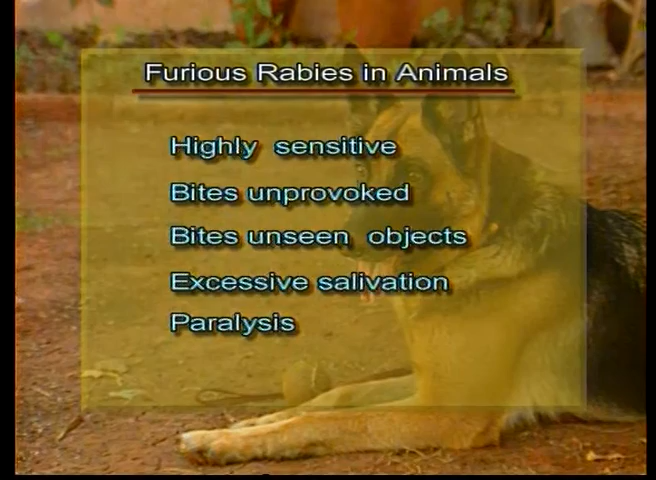 Furious Rabies in Animals
Highly sensitive
Bites unprovoked
Bites unseen objects
Excessive salivation
Paralysis